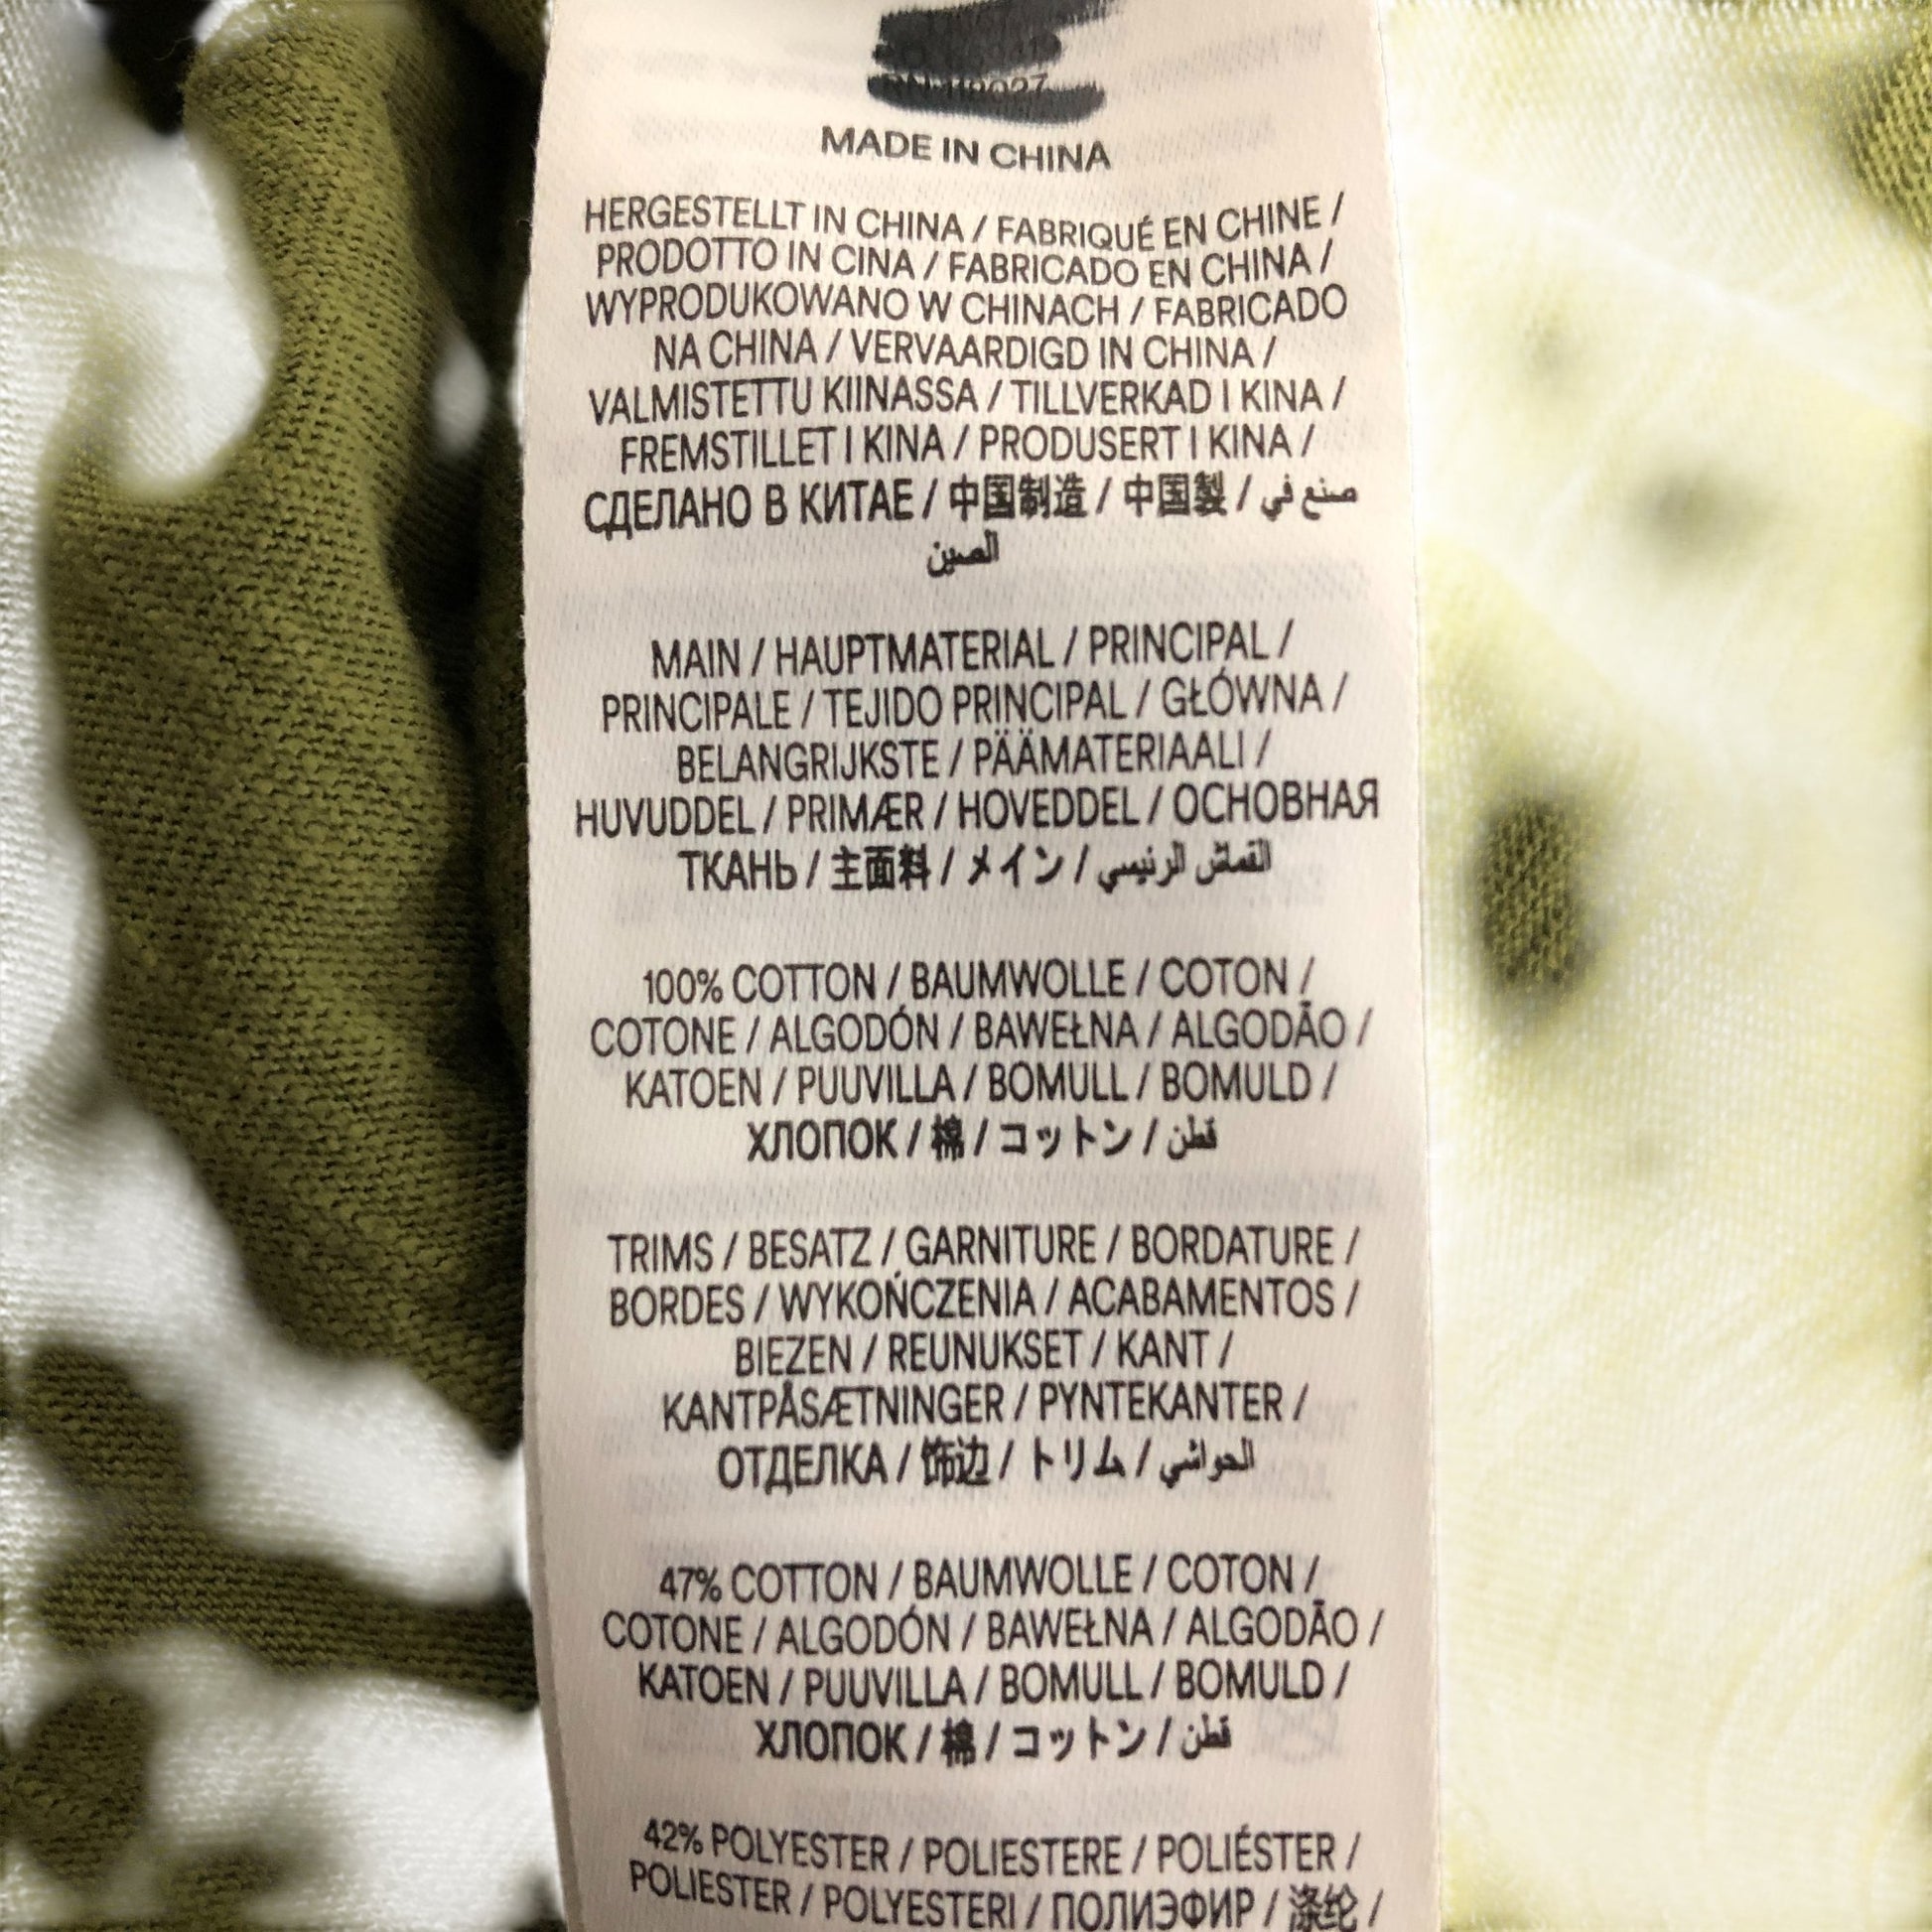 MADE IN CHINA
HERGESTELLT IN CHINA / FABRIQUÉ EN CHINE /
PRODOTTO IN CINA / FABRICADO EN CHINA /
WYPRODUKOWANO W CHINACH / FABRICADO
NA CHINA / VERVAARDIGD IN CHINA /
VALMISTETTU KIINASSA / TILLVERKAD I KINA /
FREMSTILLET I KINA / PRODUSERT I KINA /
СДЕЛАНО В КИТАЕ / 中国制造 / 中国製 / صنع في
الصين
MAIN / HAUPTMATERIAL / PRINCIPAL /
PRINCIPALE / TEJIDO PRINCIPAL / GŁÓWNA /
BELANGRIJKSTE / PÄÄMATERIAALI /
HUVUDDEL / PRIMÆR / HOVEDDEL / ОСНОВНАЯ
ТКАНЬ / 主面料 / メイン / القماش الرئيسي
100% COTTON / BAUMWOLLE / COTON /
COTONE / ALGODÓN / BAWEŁNA / ALGODÃO /
KATOEN / PUUVILLA / BOMULL / BOMULD /
ХЛОПОК / 棉 / コットン / قطن
TRIMS / BESATZ / GARNITURE / BORDATURE /
BORDES / WYKOŃCZENIA / ACABAMENTOS /
BIEZEN / REUNUKSET / KANT /
KANTPÅSÆTNINGER / PYNTEKANTER /
ОТДЕЛКА / 饰边 / トリム / الحواشي
47% COTTON / BAUMWOLLE / COTON /
COTONE / ALGODÓN / BAWEŁNA / ALGODÃO /
KATOEN / PUUVILLA / BOMULL / BOMULD /
ХЛОПОК / 棉 / コットン / قطن
42% POLYESTER / POLIESTERE / POLIÉSTER /
POLIESTER / POLYESTERI / ПОЛИЭФИР / 涤纶 /